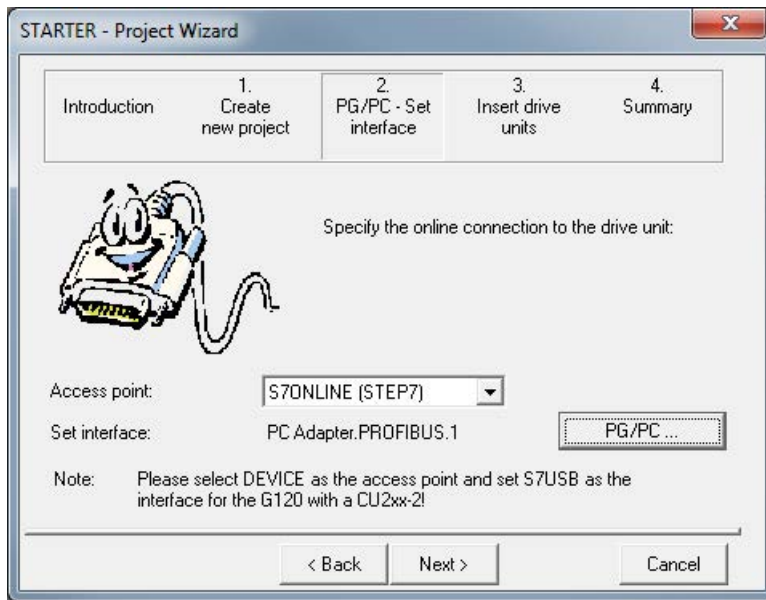 STARTER - Project Wizard
Introduction
1.
Create
new project
2.
PG/PC - Set
interface
3.
Insert drive
units
4.
Summary
Specify the online connection to the drive unit:
Access point:
S7ONLINE (STEP7)
Set interface:
PC Adapter.PROFIBUS.1
PG/PC ...
Note:
Please select DEVICE as the access point and set S7USB as the
interface for the G120 with a CU2xx-2!
< Back
Next >
Cancel